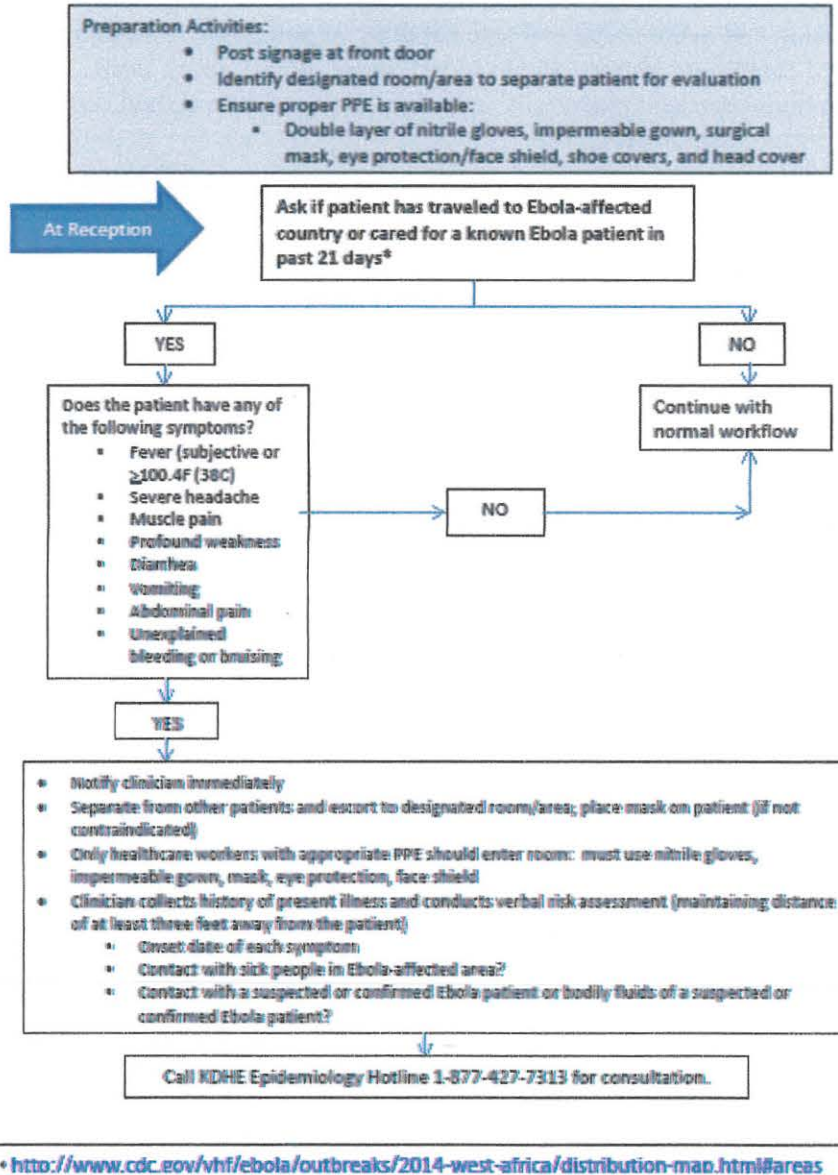 Preparation Activities:
• Post signage at front door
• Identify designated room/area to separate patient for evaluation
• Ensure proper PPE is available:
▪ Double layer of nitrile gloves, impermeable gown, surgical
mask, eye protection/face shield, shoe covers, and head cover
At Reception
Ask if patient has traveled to Ebola-affected
country or cared for a known Ebola patient in
past 21 days*
YES
NO
Does the patient have any of
the following symptoms?
▪ Fever (subjective or
≥100.4F (38C)
▪ Severe headache
▪ Muscle pain
▪ Profound weakness
▪ Diarrhea
▪ Vomiting
▪ Abdominal pain
▪ Unexplained
bleeding or bruising
Continue with
normal workflow
NO
YES
• Notify clinician immediately
• Separate from other patients and escort to designated room/area; place mask on patient (if not
contraindicated)
• Only healthcare workers with appropriate PPE should enter room: must use nitrile gloves,
impermeable gown, mask, eye protection, face shield
• Clinician collects history of present illness and conducts verbal risk assessment (maintaining distance
of at least three feet away from the patient)
▪ Onset date of each symptom
▪ Contact with sick people in Ebola-affected area?
▪ Contact with a suspected or confirmed Ebola patient or bodily fluids of a suspected or
confirmed Ebola patient?
Call KDHE Epidemiology Hotline 1-877-427-7313 for consultation.
* http://www.cdc.gov/vhf/ebola/outbreaks/2014-west-africa/distribution-map.html#areas